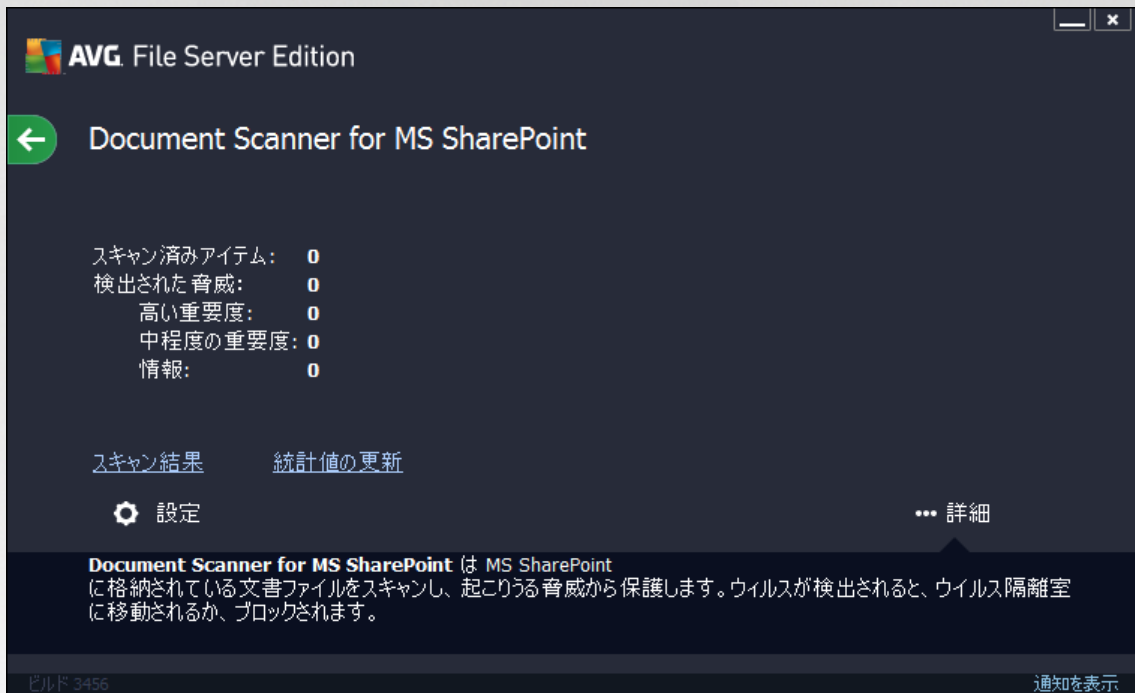 AVG. File Server Edition
Document Scanner for MS SharePoint
スキャン済みアイテム: 0
検出された脅威: 0
高い重要度: 0
中程度の重要度: 0
情報: 0
スキャン結果 統計値の更新
設定 ••• 詳細
Document Scanner for MS SharePoint は MS SharePoint
に格納されている文書ファイルをスキャンし、起こりうる脅威から保護します。ウィルスが検出されると、ウイルス隔離室
に移動されるか、ブロックされます。
ビルド 3456 通知を表示